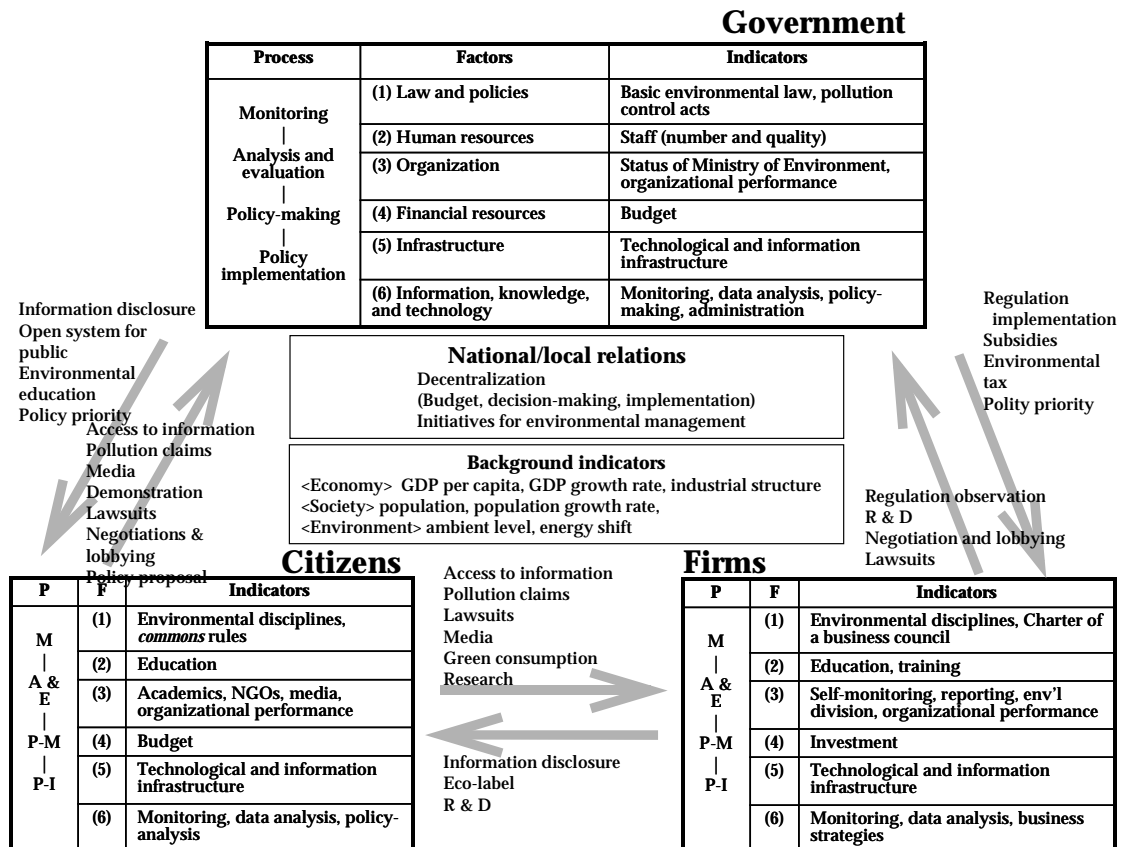 Government
Process Factors Indicators
Monitoring
|
Analysis and
evaluation
|
Policy-making
|
Policy
implementation
(1) Law and policies
Basic environmental law, pollution
control acts
(2) Human resources
Staff (number and quality)
(3) Organization
Status of Ministry of Environment,
organizational performance
(4) Financial resources
Budget
(5) Infrastructure
Technological and information
infrastructure
(6) Information, knowledge,
and technology
Monitoring, data analysis, policy-
making, administration
Information disclosure
Open system for
public
Environmental
education
Policy priority
Access to information
Pollution claims
Media
Demonstration
Lawsuits
Negotiations &
lobbying
Policy proposal
National/local relations
Decentralization
(Budget, decision-making, implementation)
Initiatives for environmental management
Background indicators
<Economy> GDP per capita, GDP growth rate, industrial structure
<Society> population, population growth rate,
<Environment> ambient level, energy shift
Regulation
implementation
Subsidies
Environmental
tax
Polity priority
Regulation observation
R & D
Negotiation and lobbying
Lawsuits
Citizens
P F Indicators
M
|
A &
E
|
P-M
|
P-I
(1) Environmental disciplines,
commons rules
(2) Education
(3) Academics, NGOs, media,
organizational performance
(4) Budget
(5) Technological and information
infrastructure
(6) Monitoring, data analysis, policy-
analysis
Access to information
Pollution claims
Lawsuits
Media
Green consumption
Research
Information disclosure
Eco-label
R & D
Firms
P F Indicators
M
|
A &
E
|
P-M
|
P-I
(1) Environmental disciplines, Charter of
a business council
(2) Education, training
(3) Self-monitoring, reporting, env'l
division, organizational performance
(4) Investment
(5) Technological and information
infrastructure
(6) Monitoring, data analysis, business
strategies